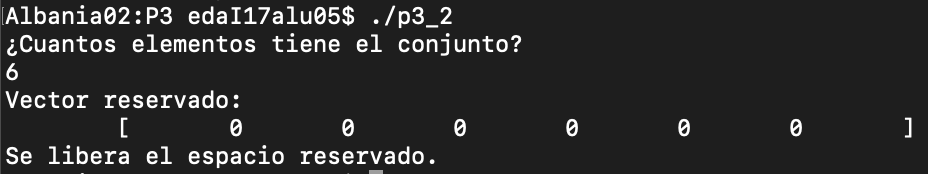 Albania02:P3 edaI17alu05$ ./p3_2
¿Cuantos elementos tiene el conjunto?
6
Vector reservado:
[ 0 0 0 0 0 0 ]
Se libera el espacio reservado.